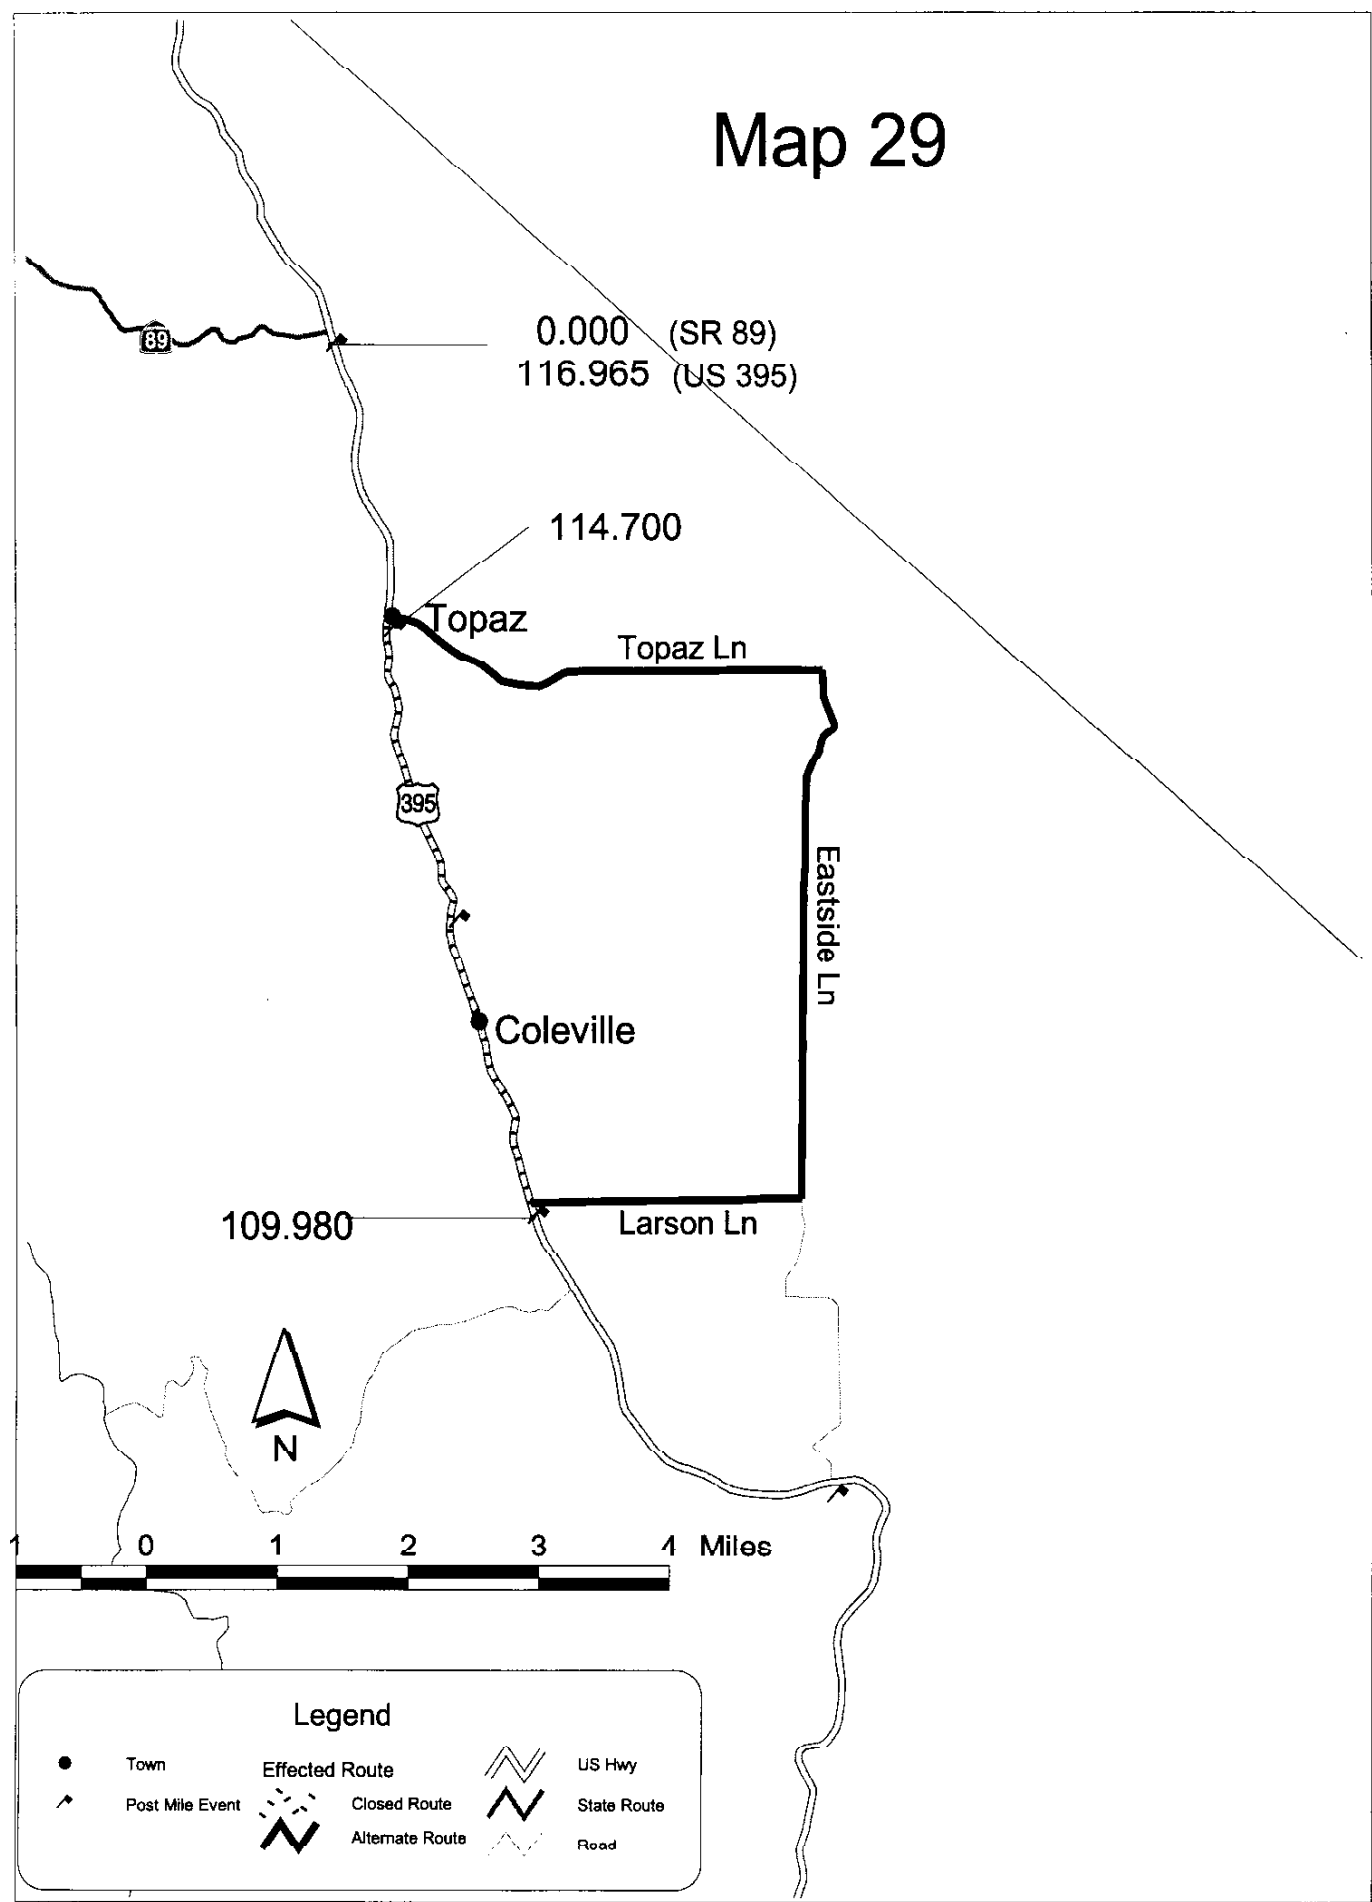 Map 29
89
0.000 (SR 89)
116.965 (US 395)
114.700
Topaz
Topaz Ln
395
Eastside Ln
Coleville
109.980
Larson Ln
N
1 0 1 2 3 4 Miles
Legend
Town
Post Mile Event
Effected Route
Closed Route
Alternate Route
US Hwy
State Route
Road